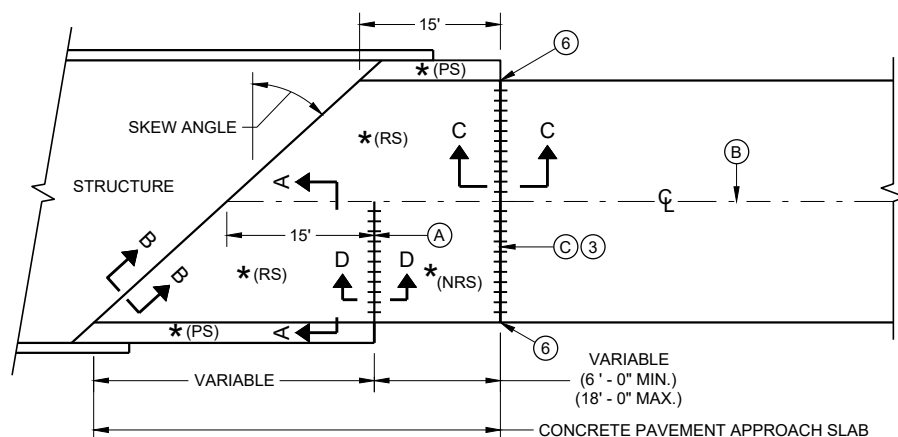 15'
6
*(PS)
SKEW ANGLE
C
C
*(RS)
B
A
STRUCTURE
℄
B
B
15'
A
D
D
C 3
*(RS)
*(NRS)
*(PS)
A
6
VARIABLE
VARIABLE
(6 ' - 0" MIN.)
(18' - 0" MAX.)
CONCRETE PAVEMENT APPROACH SLAB